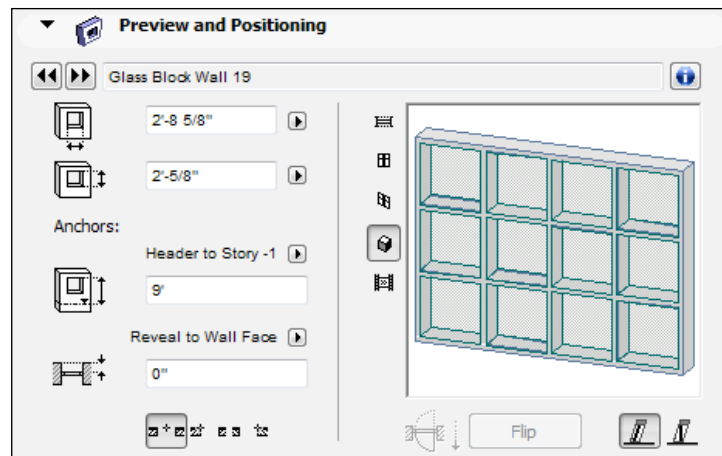 Preview and Positioning
Glass Block Wall 19
2'-8 5/8"
2'-5/8"
Anchors:
Header to Story -1
9'
Reveal to Wall Face
0"
Flip